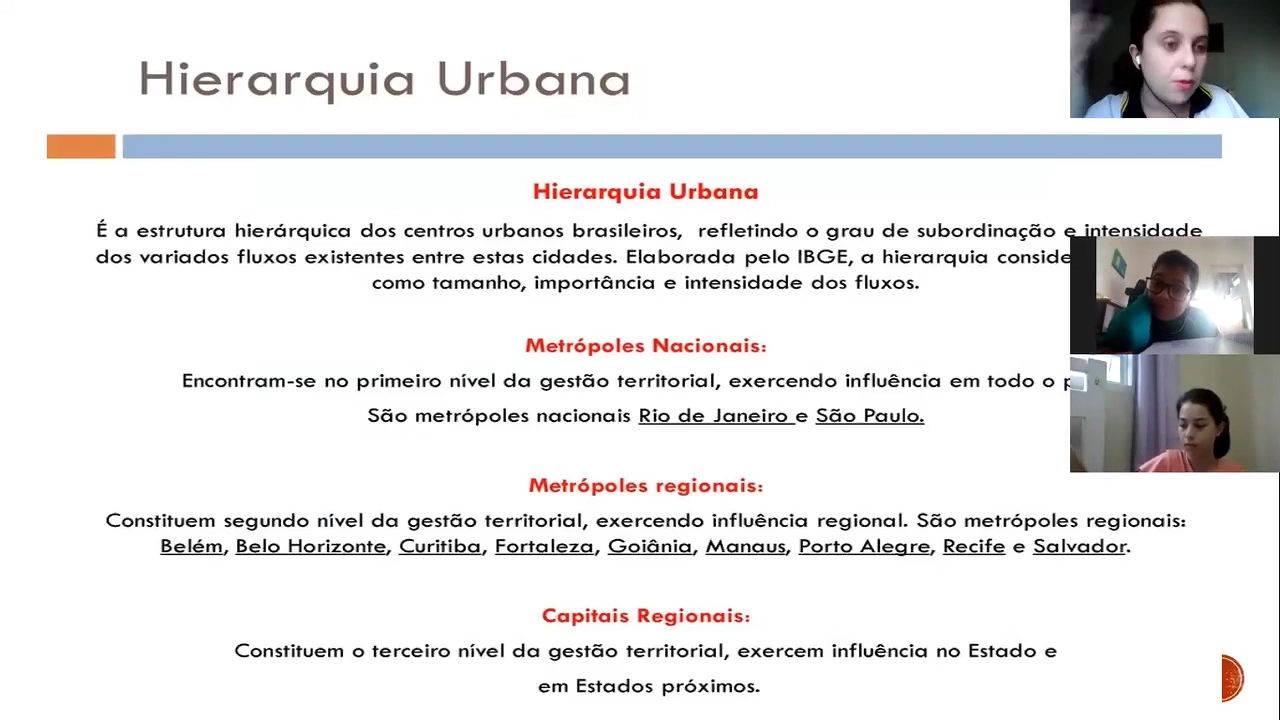 Hierarquia Urbana
Hierarquia Urbana
É a estrutura hierárquica dos centros urbanos brasileiros, refletindo o grau de subordinação e intensidade
dos variados fluxos existentes entre estas cidades. Elaborada pelo IBGE, a hierarquia
como tamanho, importância e intensidade dos fluxos.
Metrópoles Nacionais:
Encontram-se no primeiro nível da gestão territorial, exercendo influência em todo o
São metrópoles nacionais Rio de Janeiro e São Paulo.
Metrópoles regionais:
Constituem segundo nível da gestão territorial, exercendo influência regional. São metrópoles regionais:
Belém, Belo Horizonte, Curitiba, Fortaleza, Goiânia, Manaus, Porto Alegre, Recife e Salvador.
Capitais Regionais:
Constituem o terceiro nível da gestão territorial, exercem influência no Estado e
em Estados próximos.